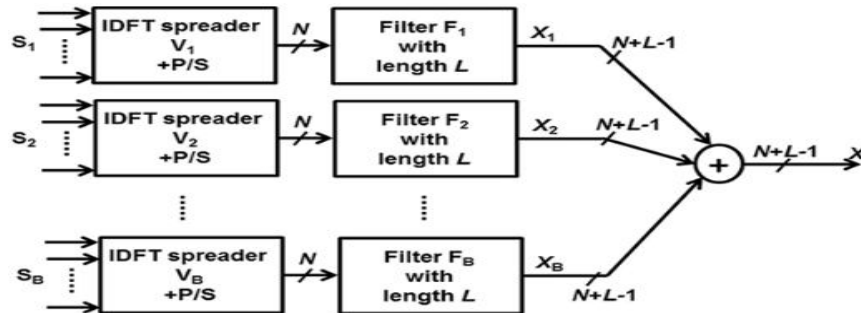 S1
IDFT spreader
V1
+P/S
N
Filter F1
with
length L
X1
N+L-1
S2
IDFT spreader
V2
+P/S
N
Filter F2
with
length L
X2
N+L-1
+
N+L-1
X
SB
IDFT spreader
VB
+P/S
N
Filter FB
with
length L
XB
N+L-1